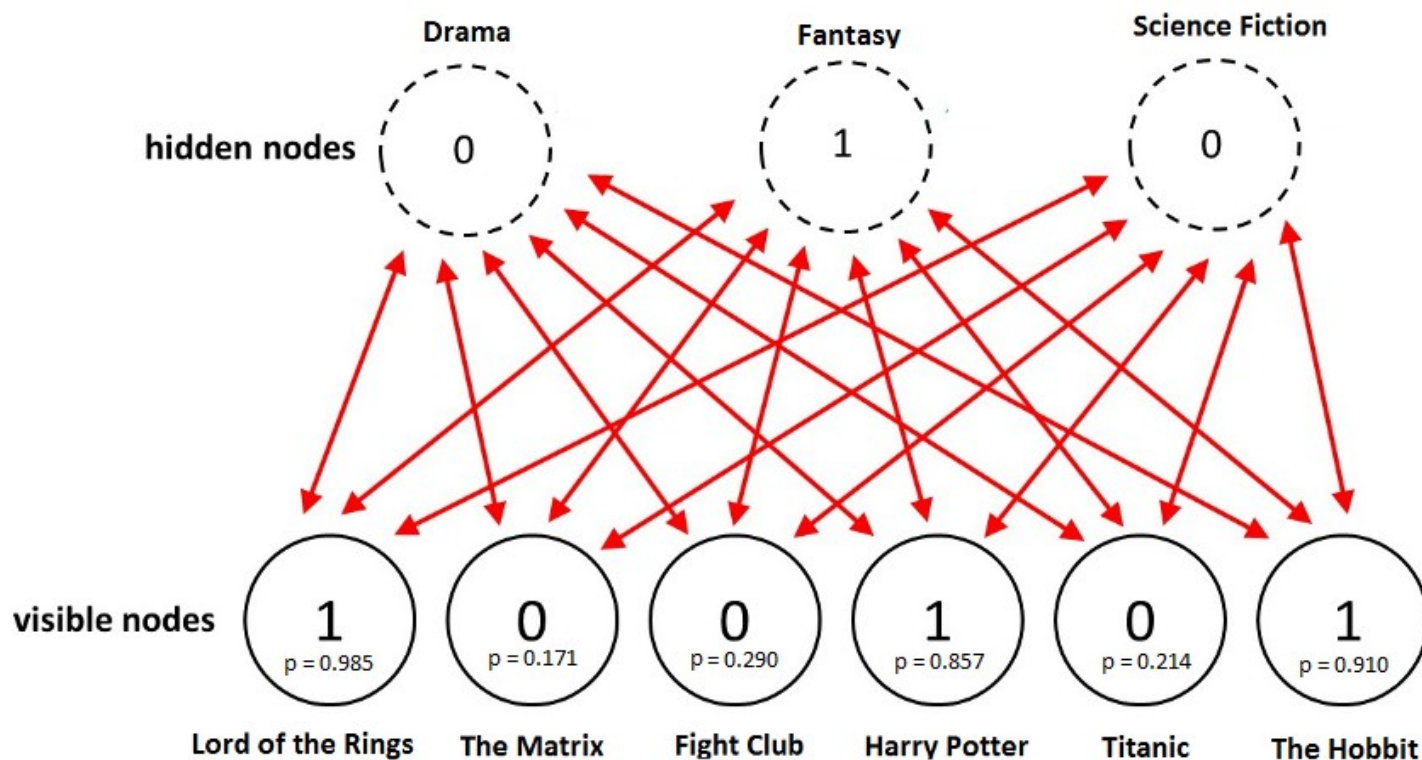 Drama
Fantasy
Science Fiction
hidden nodes
0
1
0
visible nodes
1
0
0
1
0
1
p = 0.985
p = 0.171
p = 0.290
p = 0.857
p = 0.214
p = 0.910
Lord of the Rings
The Matrix
Fight Club
Harry Potter
Titanic
The Hobbit